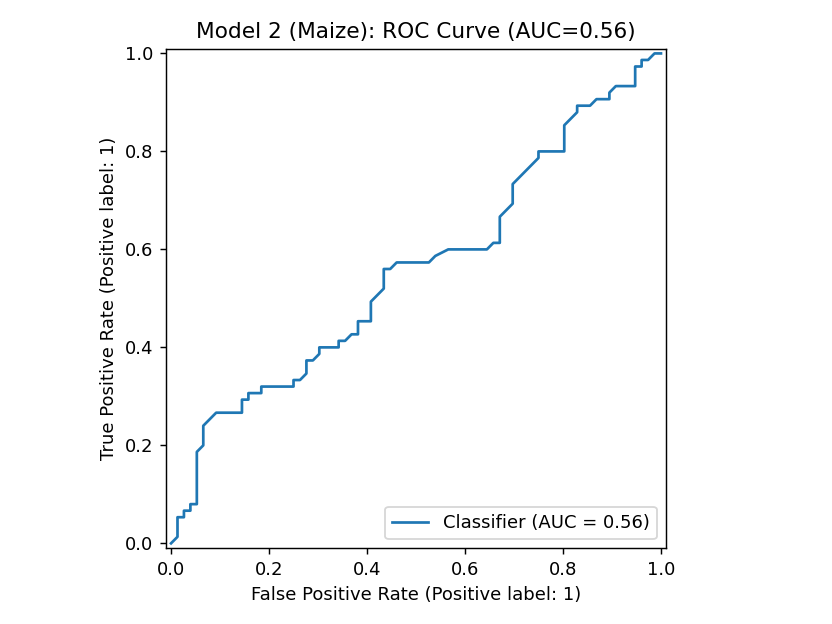 Model 2 (Maize): ROC Curve (AUC=0.56)
True Positive Rate (Positive label: 1)
1.0
0.8
0.6
0.4
0.2
0.0
Classifier (AUC = 0.56)
0.0 0.2 0.4 0.6 0.8 1.0
False Positive Rate (Positive label: 1)